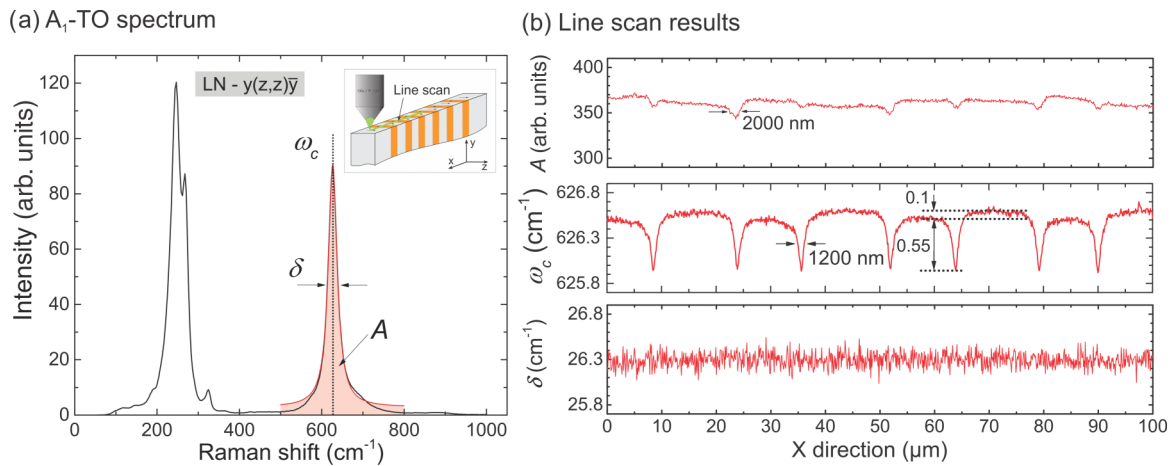 (a) A₁-TO spectrum
LN - y(z,z)y̅
Line scan
y
x
z
ω_c
δ
A
Intensity (arb. units)
120
100
80
60
40
20
0
0 200 400 600 800 1000
Raman shift (cm⁻¹)
(b) Line scan results
A (arb. units)
400
350
300
290
2000 nm
ω_c (cm⁻¹)
626.8
626.3
625.8
1200 nm
0.1
0.55
δ (cm⁻¹)
26.8
26.3
25.8
0 10 20 30 40 50 60 70 80 90 100
X direction (µm)